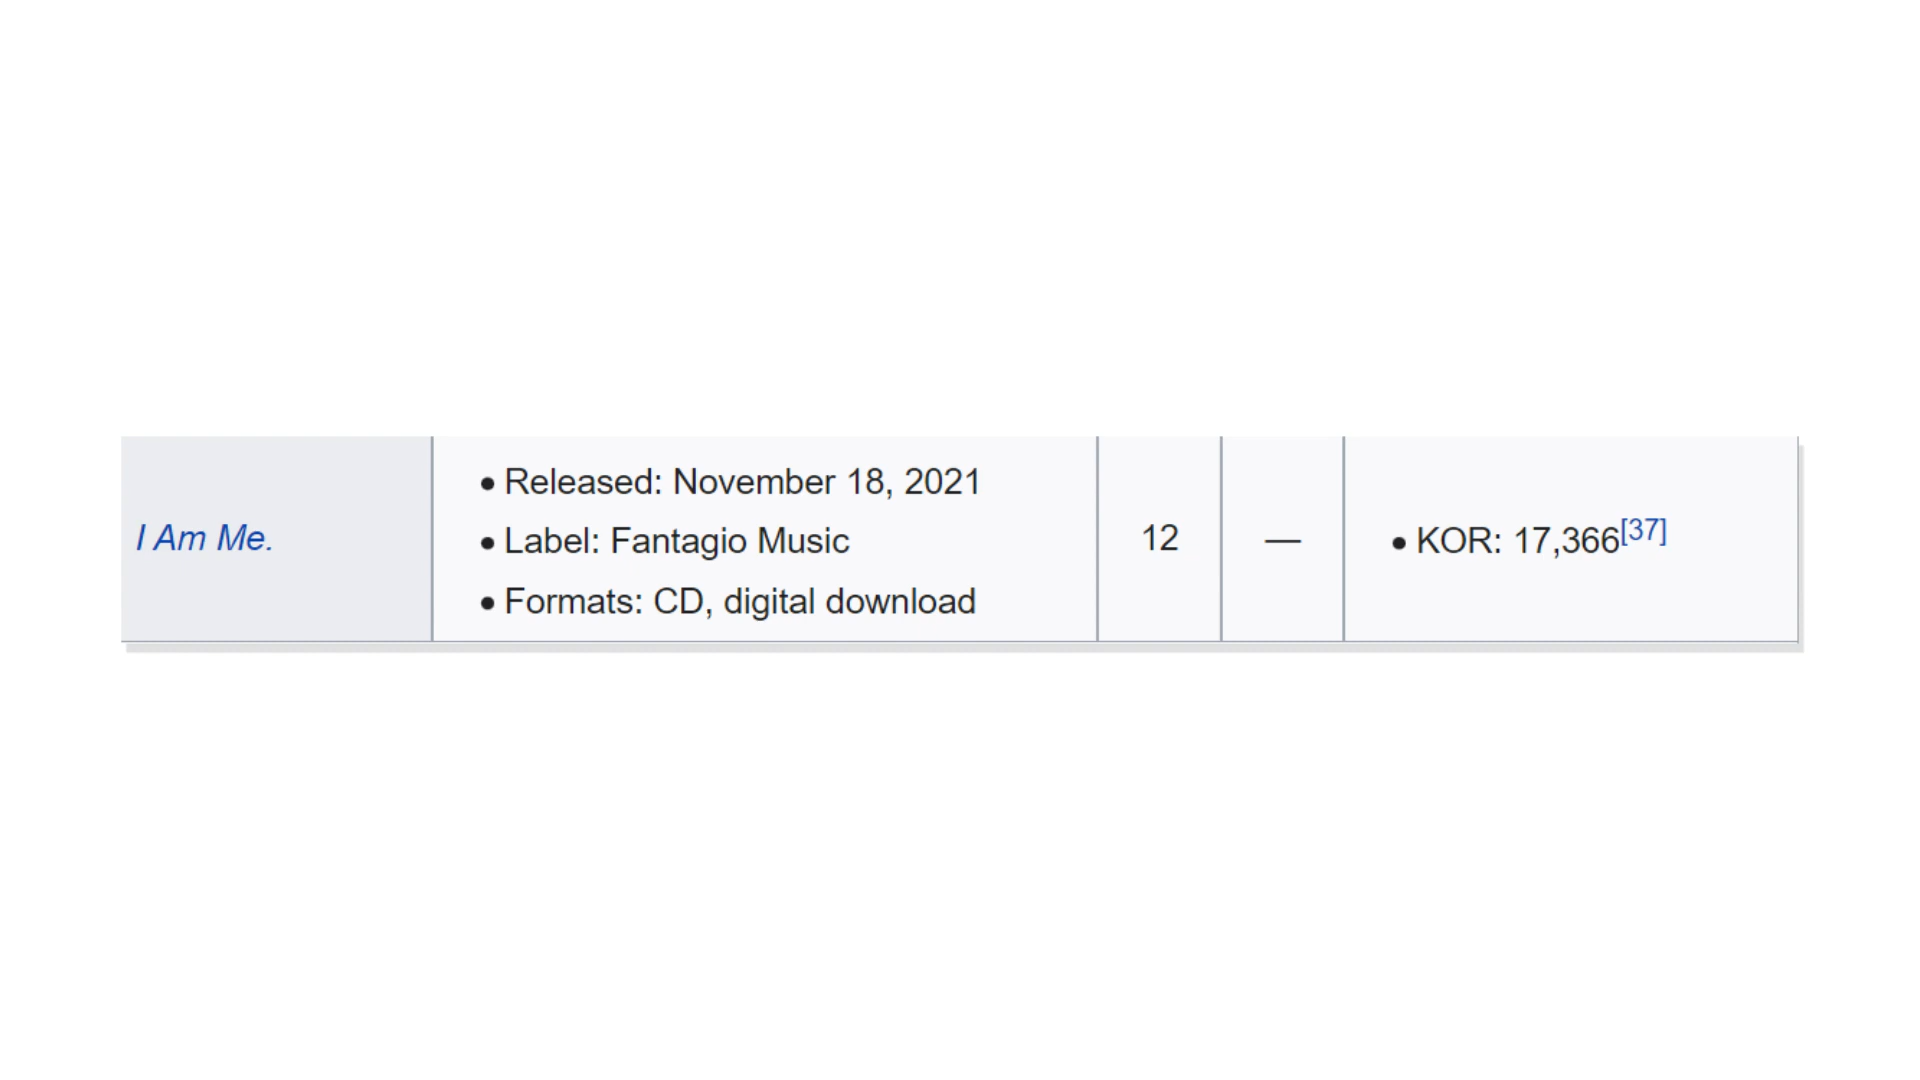 I Am Me.
• Released: November 18, 2021
• Label: Fantagio Music
• Formats: CD, digital download
12
—
• KOR: 17,366[37]